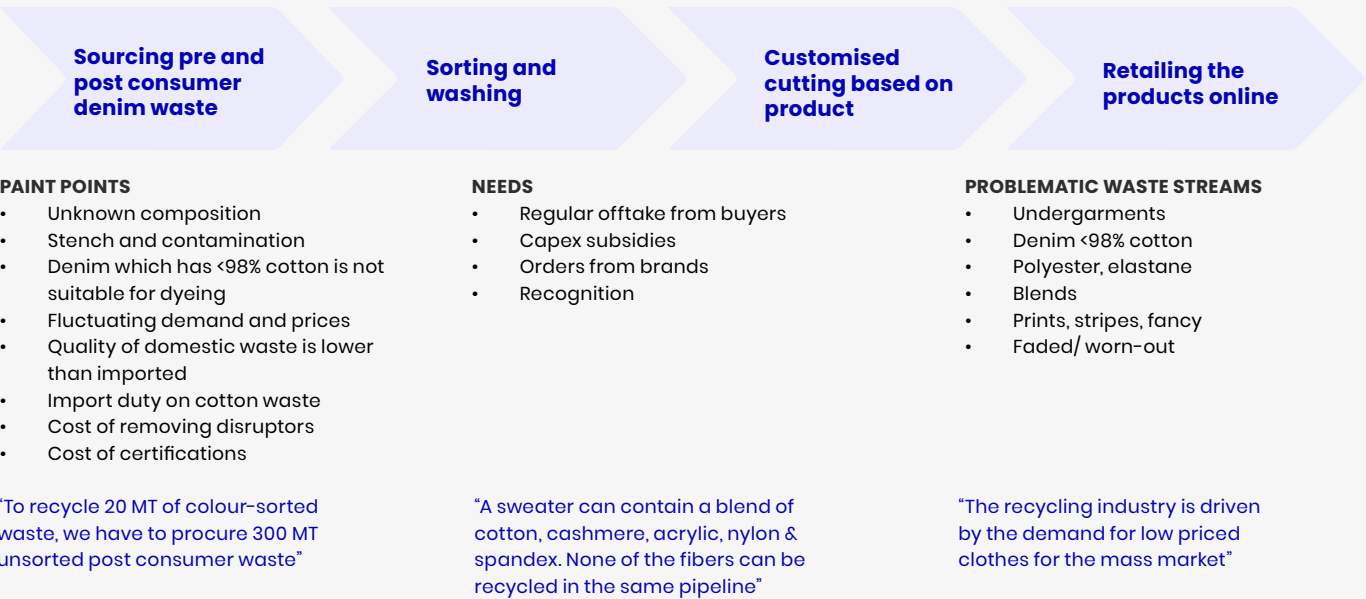 Sourcing pre and
post consumer
denim waste
Sorting and
washing
Customised
cutting based on
product
Retailing the
products online
PAINT POINTS
• Unknown composition
• Stench and contamination
• Denim which has <98% cotton is not
suitable for dyeing
• Fluctuating demand and prices
• Quality of domestic waste is lower
than imported
• Import duty on cotton waste
• Cost of removing disruptors
• Cost of certifications
NEEDS
• Regular offtake from buyers
• Capex subsidies
• Orders from brands
• Recognition
PROBLEMATIC WASTE STREAMS
• Undergarments
• Denim <98% cotton
• Polyester, elastane
• Blends
• Prints, stripes, fancy
• Faded/ worn-out
“To recycle 20 MT of colour-sorted
waste, we have to procure 300 MT
unsorted post consumer waste”
“A sweater can contain a blend of
cotton, cashmere, acrylic, nylon &
spandex. None of the fibers can be
recycled in the same pipeline”
“The recycling industry is driven
by the demand for low priced
clothes for the mass market”